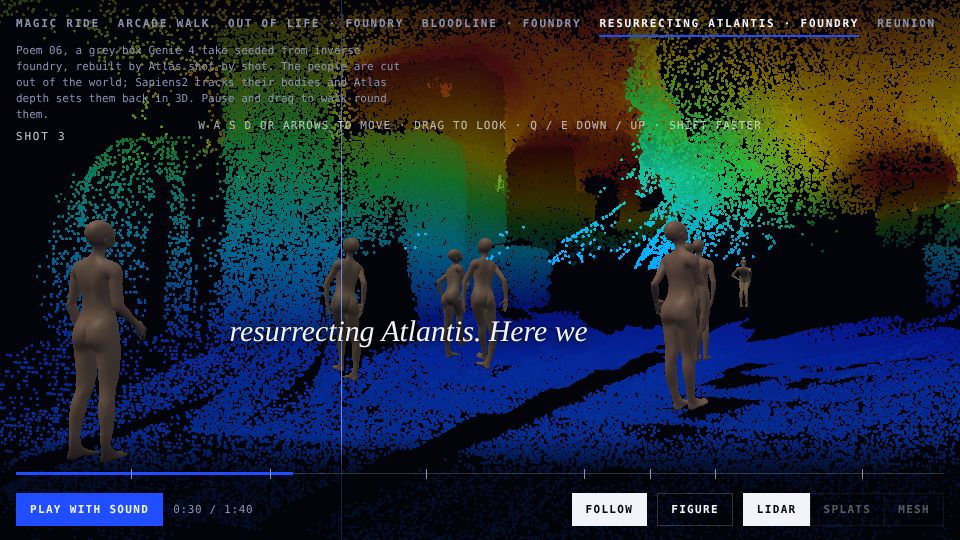 MAGIC RIDE ARCADE WALK OUT OF LIFE · FOUNDRY BLOODLINE · FOUNDRY RESURRECTING ATLANTIS · FOUNDRY REUNION
Poem 06, a grey-box Genie 4 take seeded from inverse
foundry, rebuilt by Atlas shot by shot. The people are cut
out of the world; Sapiens2 tracks their bodies and Atlas
depth sets them back in 3D. Pause and drag to walk round
them.
W A S D OR ARROWS TO MOVE · DRAG TO LOOK · Q / E DOWN / UP · SHIFT FASTER
SHOT 3
resurrecting Atlantis. Here we
PLAY WITH SOUND 0:30 / 1:40 FOLLOW FIGURE LIDAR SPLATS MESH